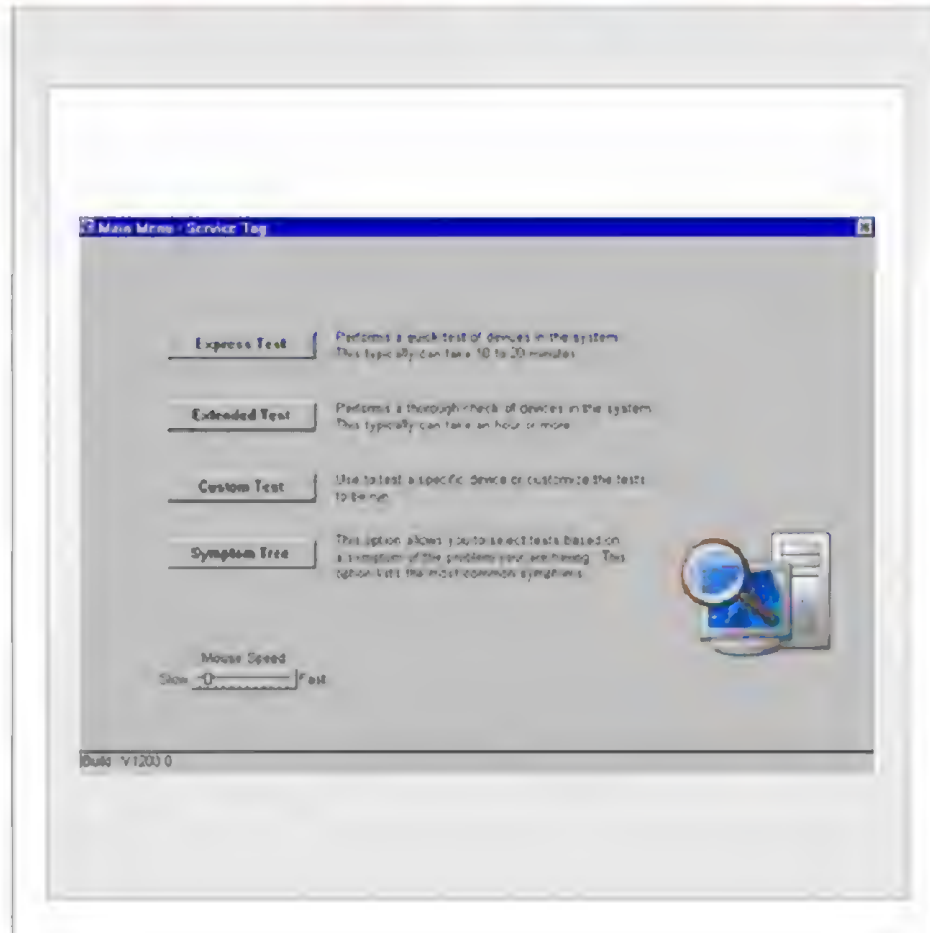 Main Menu - Service Tag
Express Test
Performs a quick test of devices in the system.
This typically can take 10 to 20 minutes
Extended Test
Performs a thorough check of devices in the system
This typically can take an hour or more
Custom Test
Use to test a specific device or customize the tests
to be run
Symptom Tree
This option allows you to select tests based on
a symptom of the problem your are having. This
option lists the most common symptoms
Mouse Speed
Slow
Fast
Build V1203.0